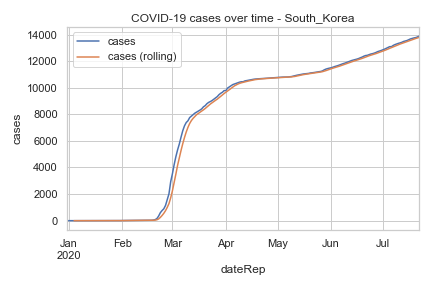 COVID-19 cases over time - South_Korea
cases
cases (rolling)
14000
12000
10000
8000
6000
4000
2000
0
cases
Jan
2020
Feb
Mar
Apr
May
Jun
Jul
dateRep